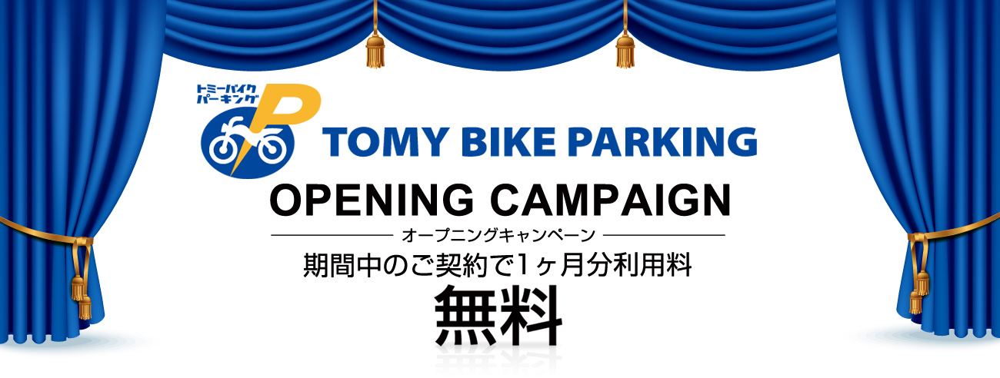 トミーバイク
パーキング
P
TOMY BIKE PARKING
OPENING CAMPAIGN
オープニングキャンペーン
期間中のご契約で1ヶ月分利用料
無料